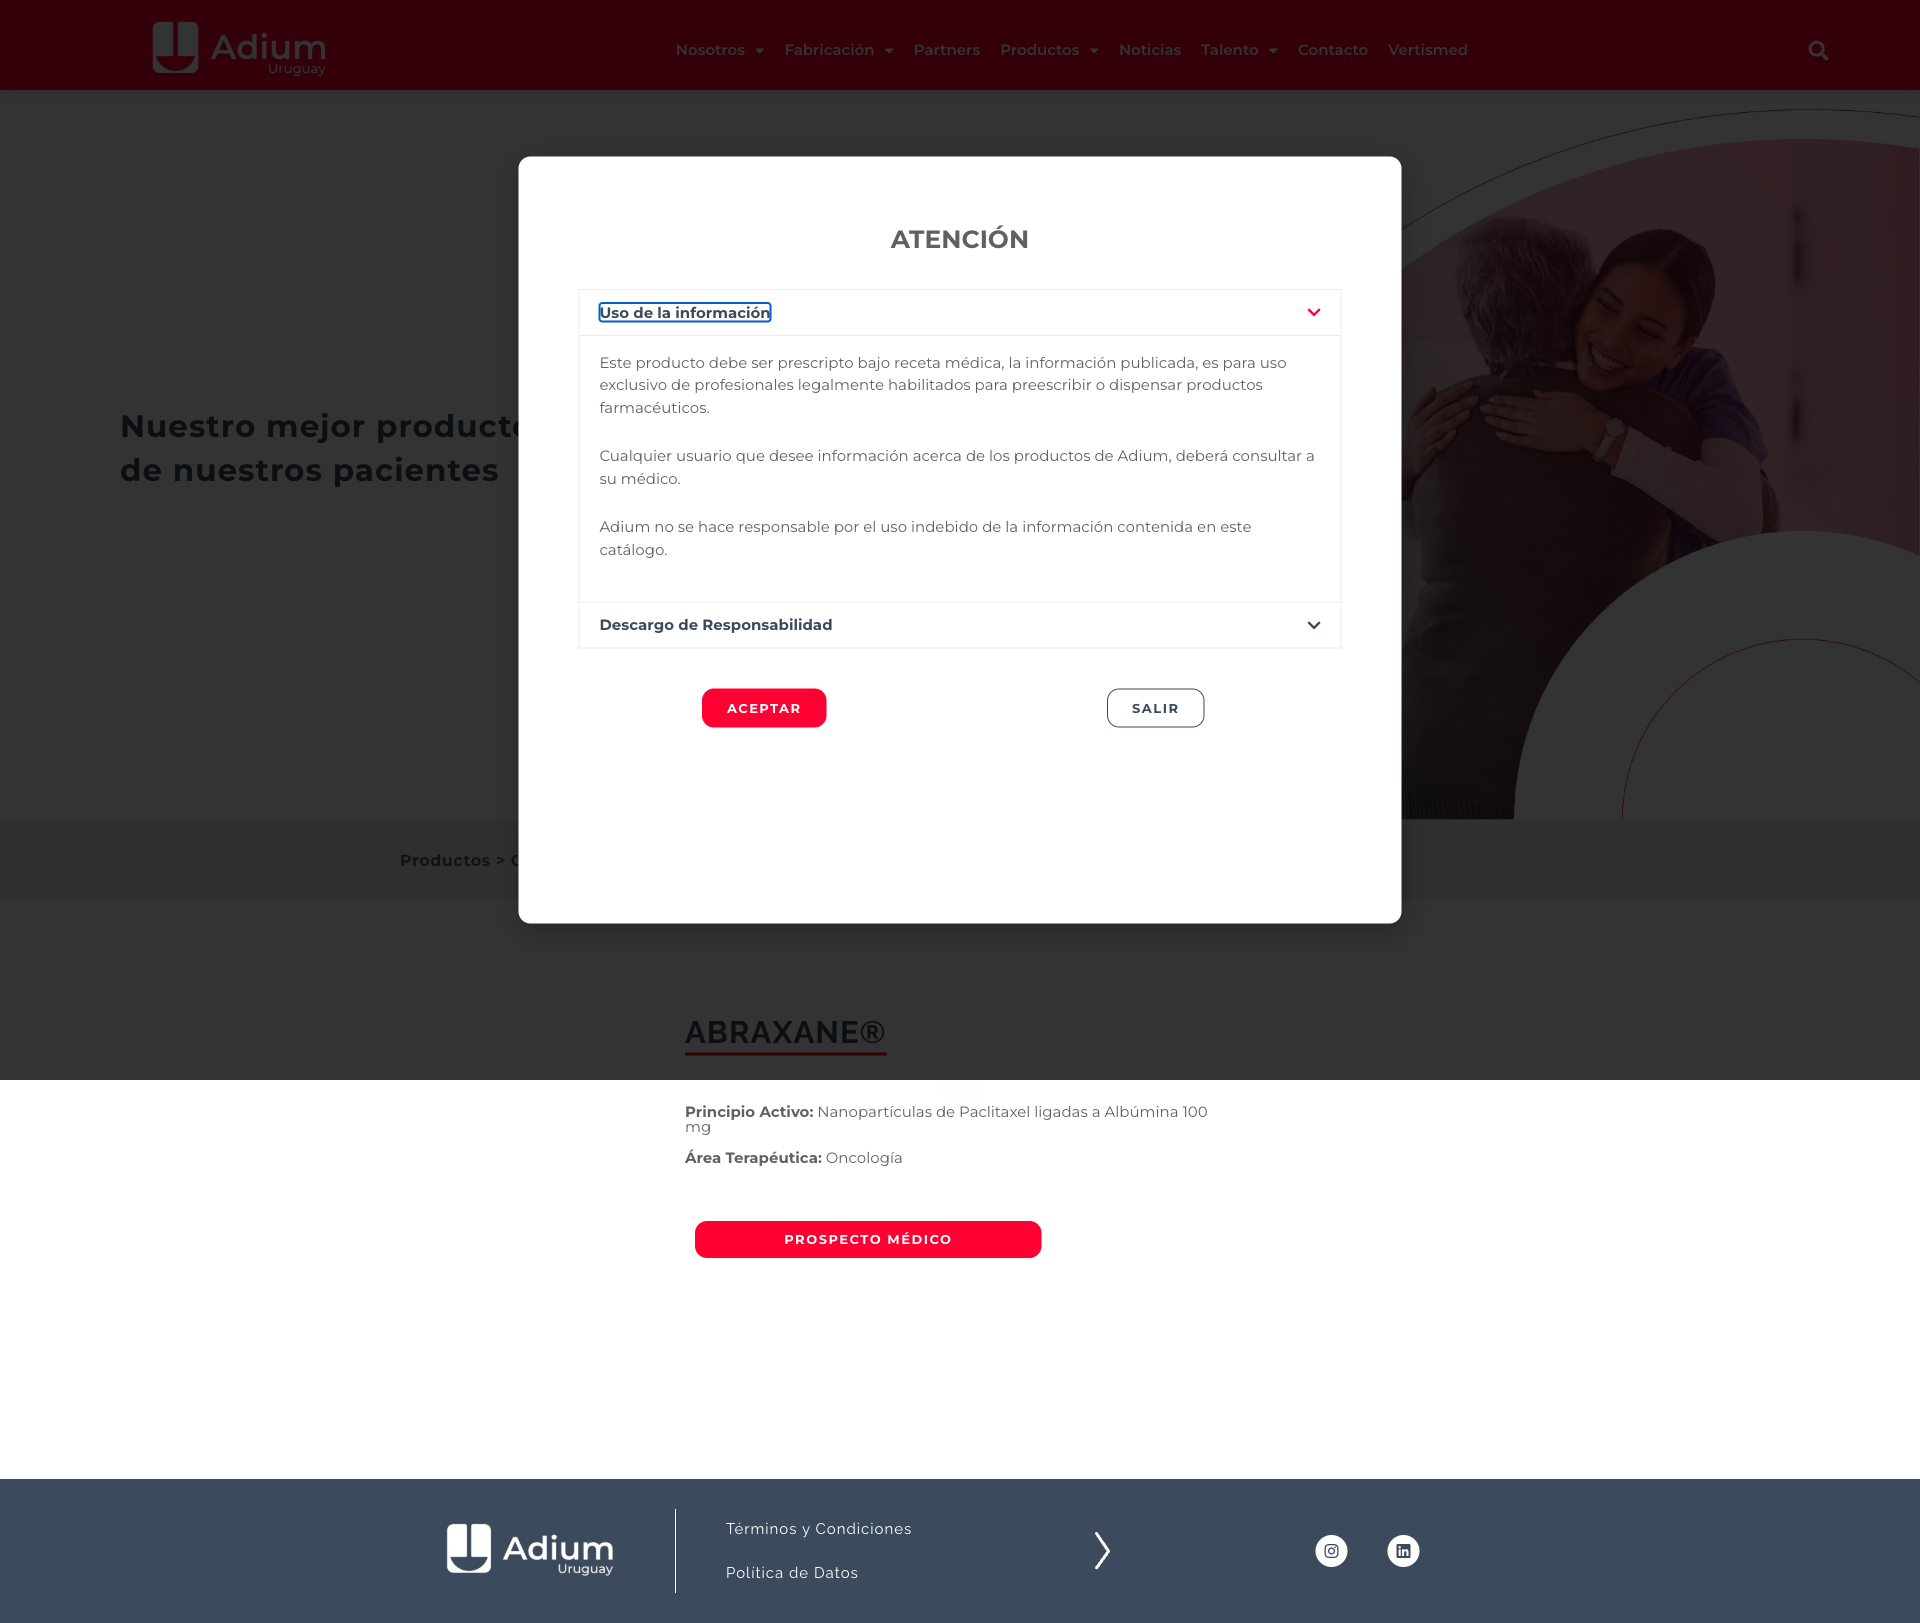 Adium
Uruguay
Nosotros Fabricación Partners Productos Noticias Talento Contacto Vertismed
Nuestro mejor producto
de nuestros pacientes
ATENCIÓN
Uso de la información
Este producto debe ser prescripto bajo receta médica, la información publicada, es para uso
exclusivo de profesionales legalmente habilitados para preescribir o dispensar productos
farmacéuticos.
Cualquier usuario que desee información acerca de los productos de Adium, deberá consultar a
su médico.
Adium no se hace responsable por el uso indebido de la información contenida en este
catálogo.
Descargo de Responsabilidad
ACEPTAR SALIR
Productos >
ABRAXANE®
Principio Activo: Nanopartículas de Paclitaxel ligadas a Albúmina 100
mg
Área Terapéutica: Oncología
PROSPECTO MÉDICO
Adium
Uruguay
Términos y Condiciones
Política de Datos